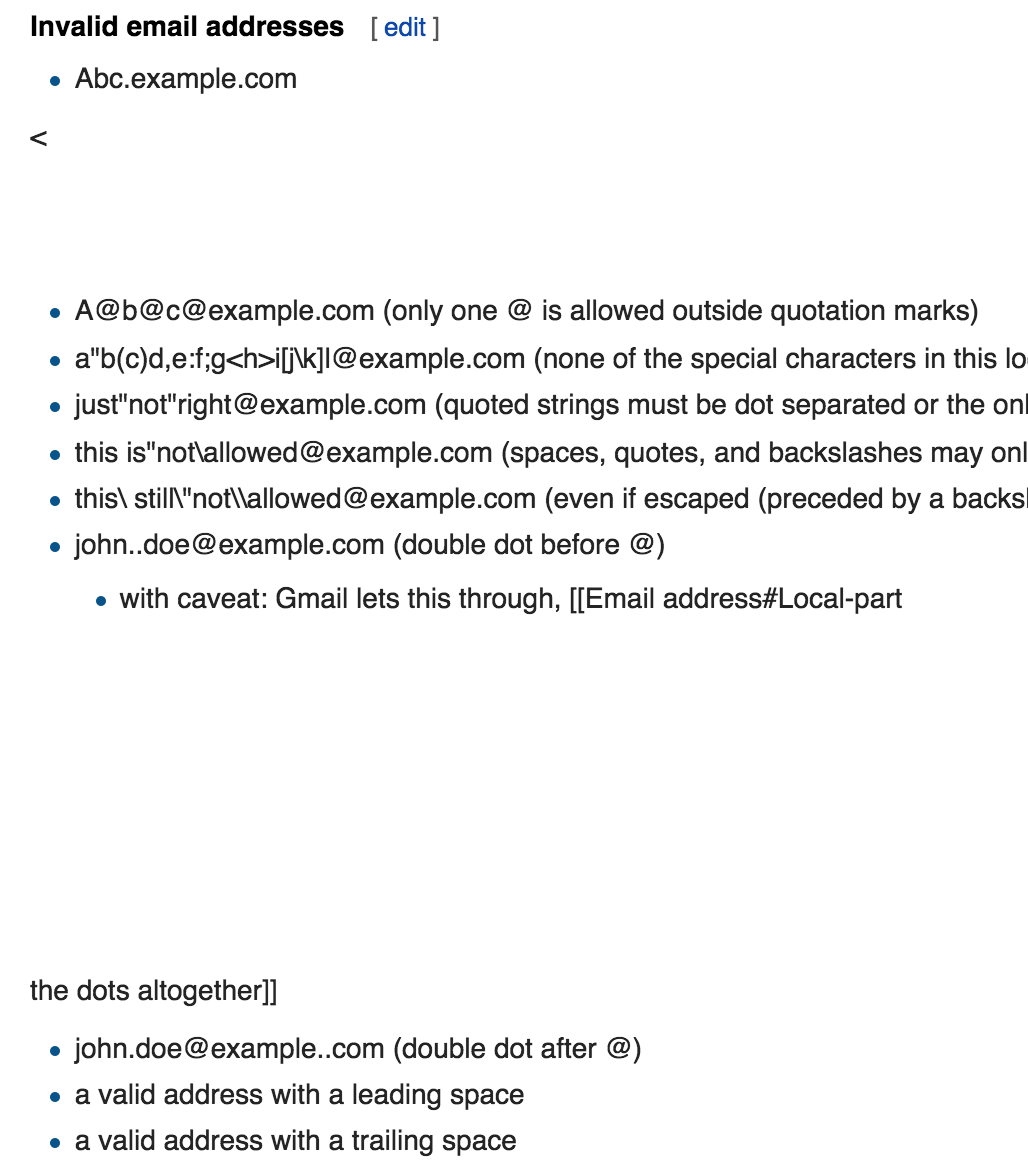 Invalid email addresses [ edit ]
Abc.example.com
<
A@b@c@example.com (only one @ is allowed outside quotation marks)
a"b(c)d,e:f;g<h>i[j\k]l@example.com (none of the special characters in this lo
just"not"right@example.com (quoted strings must be dot separated or the onl
this is"not\allowed@example.com (spaces, quotes, and backslashes may onl
this\ still\"not\\allowed@example.com (even if escaped (preceded by a backsl
john..doe@example.com (double dot before @)
with caveat: Gmail lets this through, [[Email address#Local-part
the dots altogether]]
john.doe@example..com (double dot after @)
a valid address with a leading space
a valid address with a trailing space